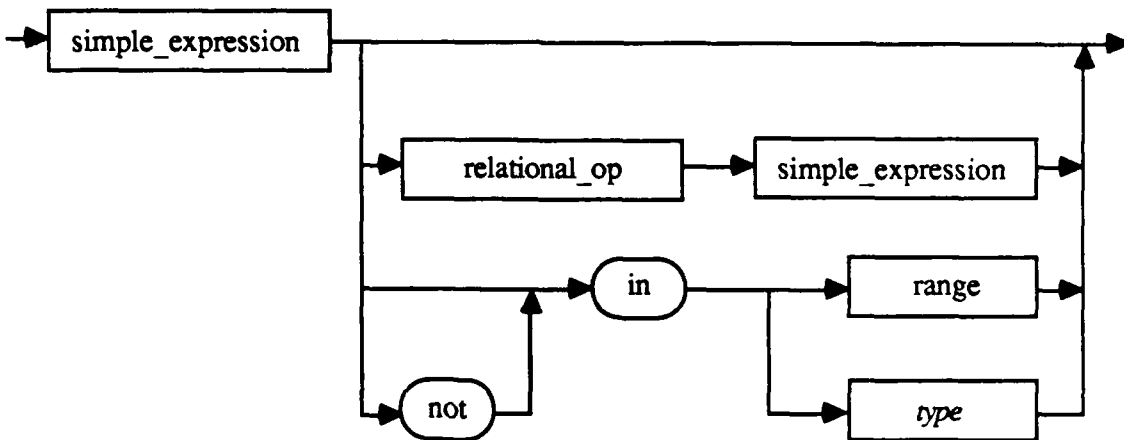 simple_expression
relational_op simple_expression
in range
not type